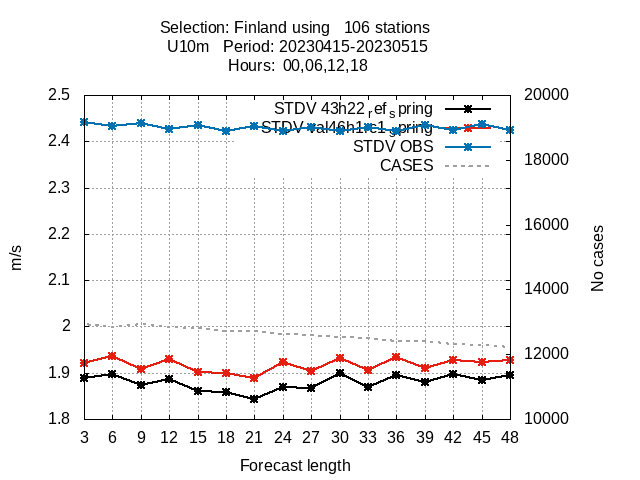 Selection: Finland using 106 stations
U10m Period: 20230415-20230515
Hours: 00,06,12,18
2.5
2.4
2.3
2.2
2.1
2
1.9
1.8
m/s
STDV 43h22_ref_spring
STDV OBS
CASES
20000
18000
16000
14000
12000
10000
No cases
3 6 9 12 15 18 21 24 27 30 33 36 39 42 45 48
Forecast length